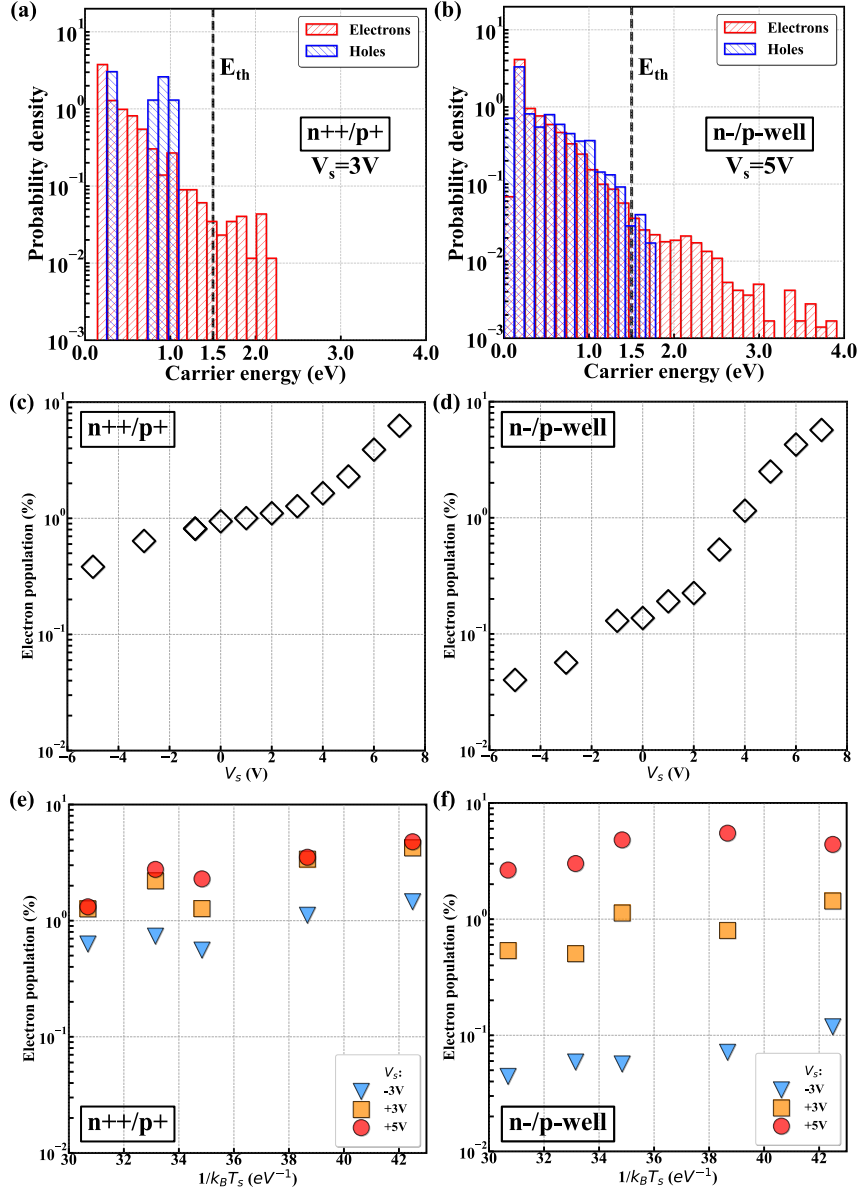 (a)
Electrons
Holes
E_th
n++/p+
V_s=3V
Probability density
10^1
10^0
10^−1
10^−2
10^−3
0.0
1.0
1.5
2.0
3.0
4.0
Carrier energy (eV)
(b)
Electrons
Holes
E_th
n-/p-well
V_s=5V
Probability density
10^1
10^0
10^−1
10^−2
10^−3
0.0
1.0
1.5
2.0
3.0
4.0
Carrier energy (eV)
(c)
n++/p+
Electron population (%)
10^1
10^0
10^−1
10^−2
−6
−4
−2
0
2
4
6
8
V_s (V)
(d)
n-/p-well
Electron population (%)
10^1
10^0
10^−1
10^−2
−6
−4
−2
0
2
4
6
8
V_s (V)
(e)
Electron population (%)
10^1
10^0
10^−1
10^−2
n++/p+
V_s:
-3V
+3V
+5V
30
32
34
36
38
40
42
1/k_BT_s (eV^−1)
(f)
Electron population (%)
10^1
10^0
10^−1
10^−2
n-/p-well
V_s:
-3V
+3V
+5V
30
32
34
36
38
40
42
1/k_BT_s (eV^−1)